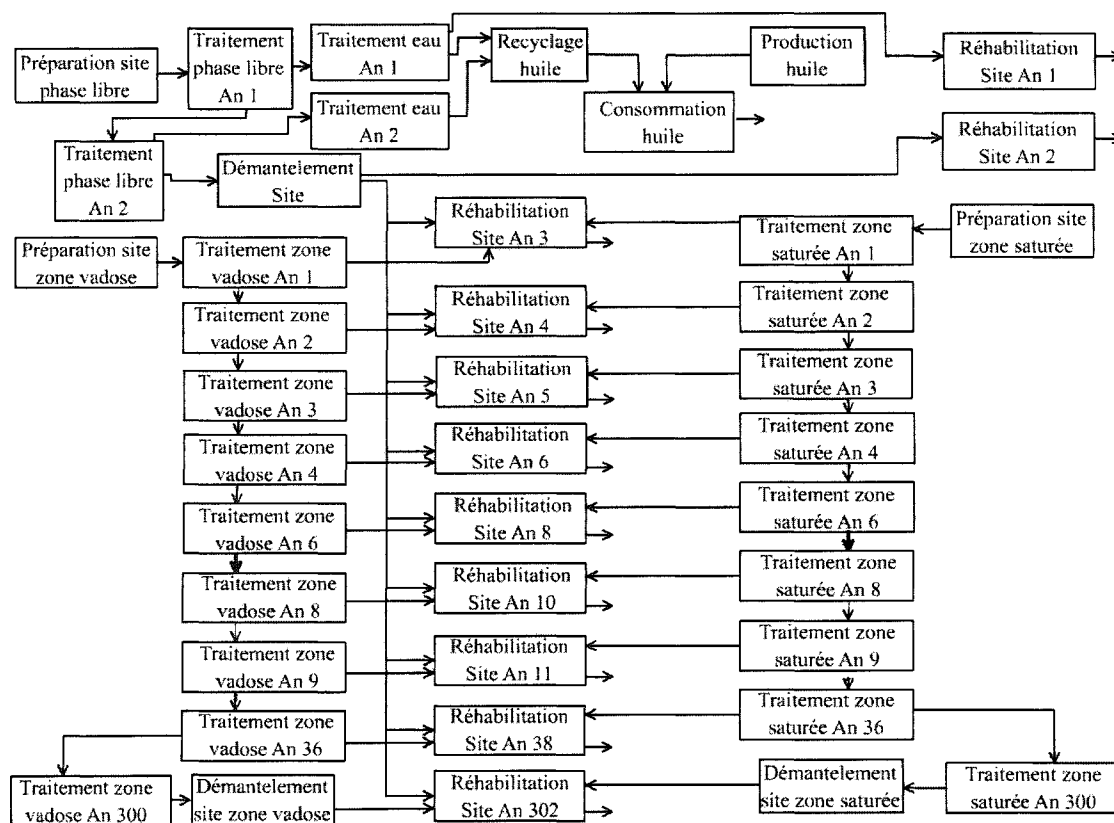 Préparation site
phase libre
Traitement
phase libre
An 1
Traitement eau
An 1
Recyclage
huile
Production
huile
Réhabilitation
Site An 1
Traitement eau
An 2
Consommation
huile
Réhabilitation
Site An 2
Traitement
phase libre
An 2
Démantelement
Site
Réhabilitation
Site An 3
Traitement zone
saturée An 1
Préparation site
zone saturée
Préparation site
zone vadose
Traitement zone
vadose An 1
Traitement zone
vadose An 2
Réhabilitation
Site An 4
Traitement zone
saturée An 2
Traitement zone
vadose An 3
Réhabilitation
Site An 5
Traitement zone
saturée An 3
Traitement zone
vadose An 4
Réhabilitation
Site An 6
Traitement zone
saturée An 4
Traitement zone
vadose An 6
Réhabilitation
Site An 8
Traitement zone
saturée An 6
Traitement zone
vadose An 8
Réhabilitation
Site An 10
Traitement zone
saturée An 8
Traitement zone
vadose An 9
Réhabilitation
Site An 11
Traitement zone
saturée An 9
Traitement zone
vadose An 36
Réhabilitation
Site An 38
Traitement zone
saturée An 36
Traitement zone
vadose An 300
Démantelement
site zone vadose
Réhabilitation
Site An 302
Démantelement
site zone saturée
Traitement zone
saturée An 300